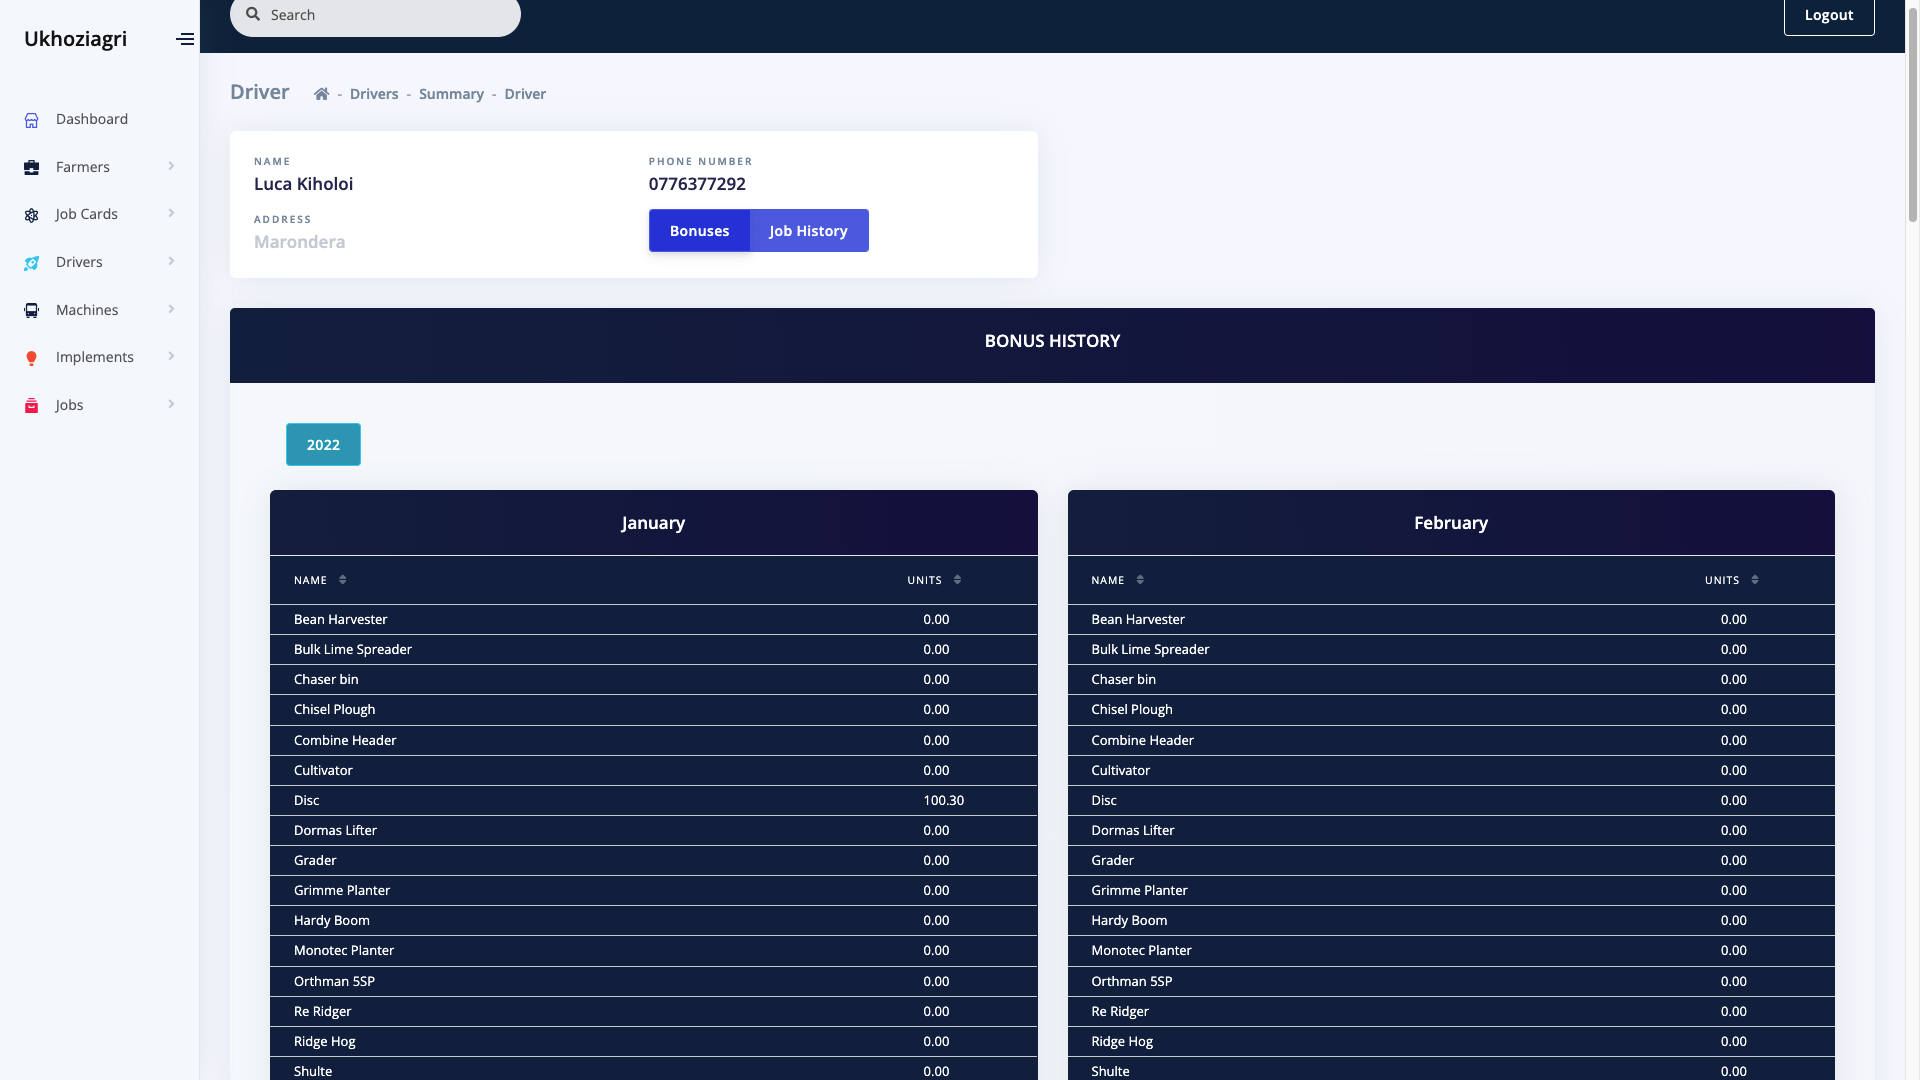 Ukhoziagri
Search
Logout
Dashboard
Farmers
Job Cards
Drivers
Machines
Implements
Jobs
Driver
- Drivers - Summary - Driver
NAME
Luca Kiholoi
PHONE NUMBER
0776377292
ADDRESS
Marondera
Bonuses
Job History
BONUS HISTORY
2022
January
NAME UNITS
Bean Harvester 0.00
Bulk Lime Spreader 0.00
Chaser bin 0.00
Chisel Plough 0.00
Combine Header 0.00
Cultivator 0.00
Disc 100.30
Dormas Lifter 0.00
Grader 0.00
Grimme Planter 0.00
Hardy Boom 0.00
Monotec Planter 0.00
Orthman 5SP 0.00
Re Ridger 0.00
Ridge Hog 0.00
Shulte 0.00
February
NAME UNITS
Bean Harvester 0.00
Bulk Lime Spreader 0.00
Chaser bin 0.00
Chisel Plough 0.00
Combine Header 0.00
Cultivator 0.00
Disc 0.00
Dormas Lifter 0.00
Grader 0.00
Grimme Planter 0.00
Hardy Boom 0.00
Monotec Planter 0.00
Orthman 5SP 0.00
Re Ridger 0.00
Ridge Hog 0.00
Shulte 0.00